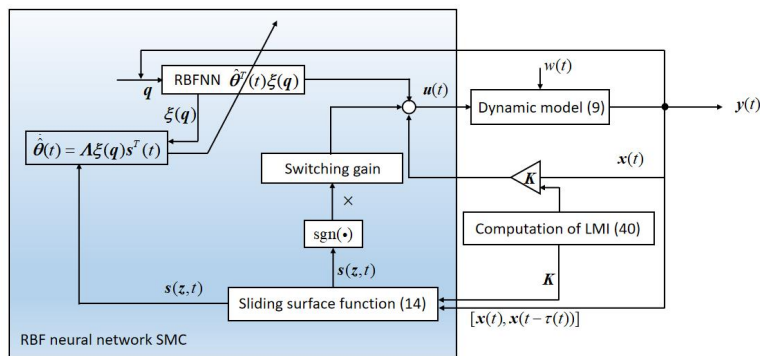 w(t)
RBFNN θ̂ᵀ(t)ξ(q)
q
u(t)
Dynamic model (9)
y(t)
ξ(q)
θ̂̇(t) = Λξ(q)sᵀ(t)
Switching gain
K
x(t)
×
Computation of LMI (40)
sgn(•)
s(z,t)
K
s(z,t)
Sliding surface function (14)
[x(t), x(t − τ(t))]
RBF neural network SMC